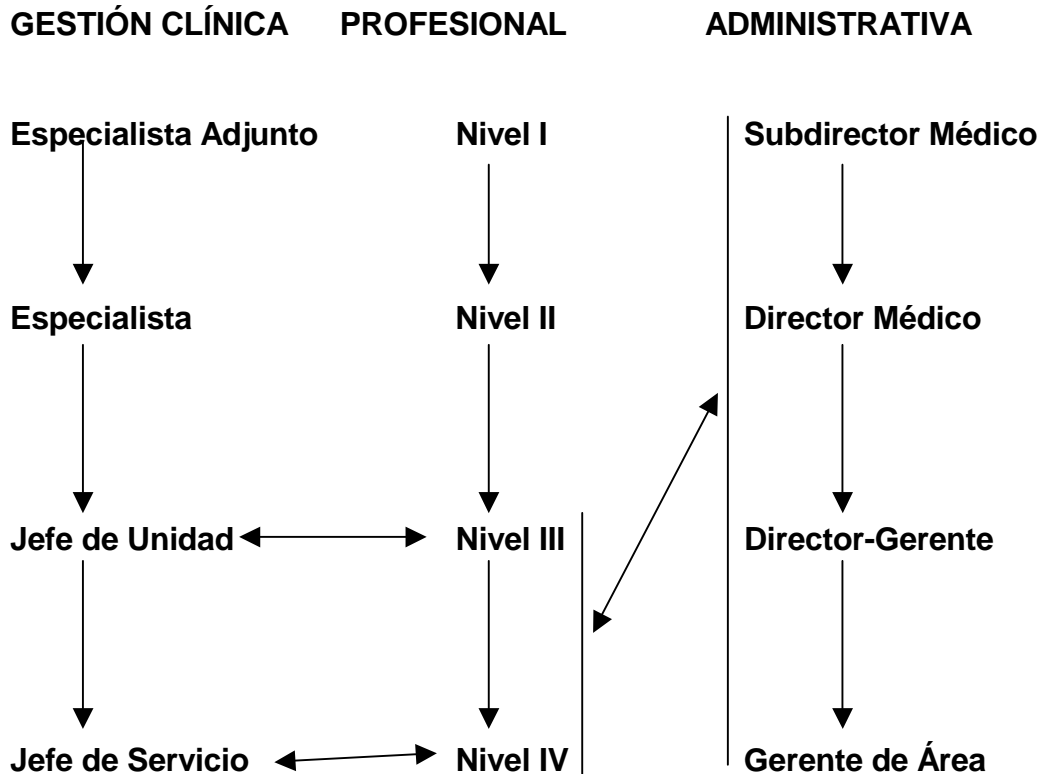 GESTIÓN CLÍNICA PROFESIONAL ADMINISTRATIVA
Especialista Adjunto Nivel I Subdirector Médico
Especialista Nivel II Director Médico
Jefe de Unidad Nivel III Director-Gerente
Jefe de Servicio Nivel IV Gerente de Área